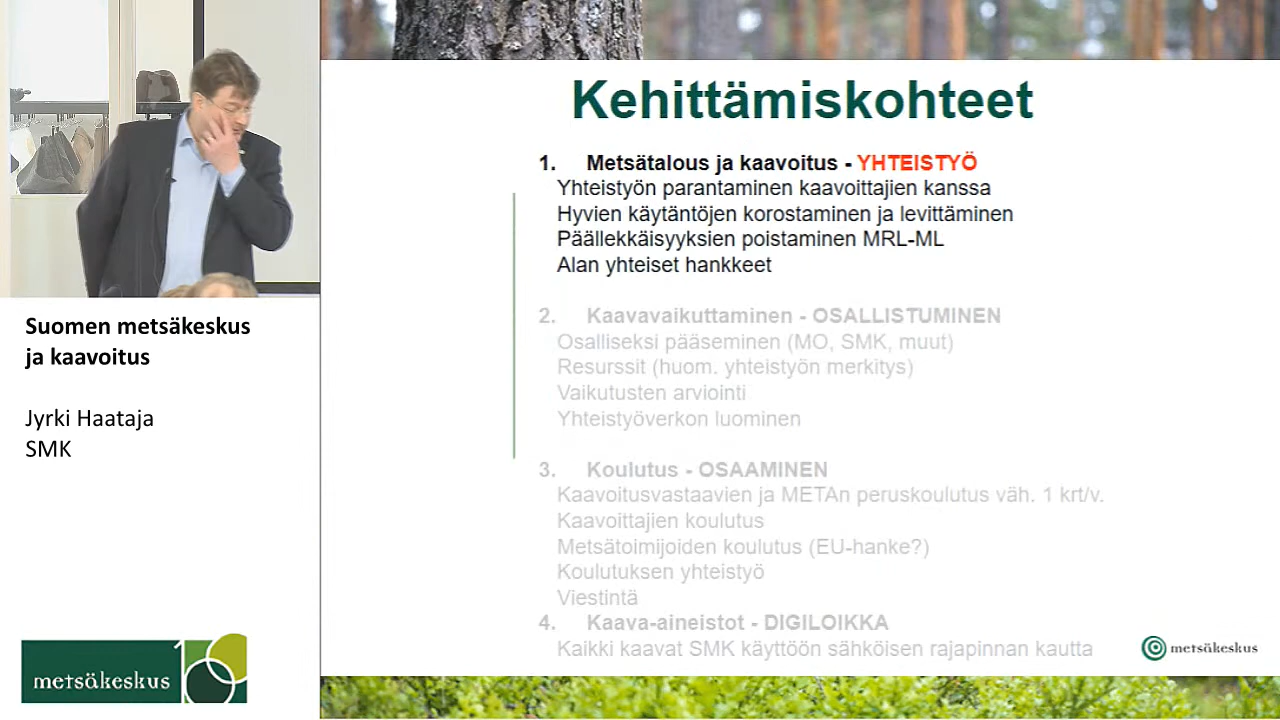 Kehittämiskohteet
1. Metsätalous ja kaavoitus - YHTEISTYÖ
Yhteistyön parantaminen kaavoittajien kanssa
Hyvien käytäntöjen korostaminen ja levittäminen
Päällekkäisyyksien poistaminen MRL-ML
Alan yhteiset hankkeet
2. Kaavavaikuttaminen - OSALLISTUMINEN
Osalliseksi pääseminen (MO, SMK, muut)
Resurssit (huom. yhteistyön merkitys)
Vaikutusten arviointi
Yhteistyöverkon luominen
3. Koulutus - OSAAMINEN
Kaavoitusvastaavien ja METAn peruskoulutus väh. 1 krt/v.
Kaavoittajien koulutus
Metsätoimijoiden koulutus (EU-hanke?)
Koulutuksen yhteistyö
Viestintä
4. Kaava-aineistot - DIGILOIKKA
Kaikki kaavat SMK käyttöön sähköisen rajapinnan kautta
metsäkeskus
Suomen metsäkeskus
ja kaavoitus
Jyrki Haataja
SMK
metsäkeskus 10